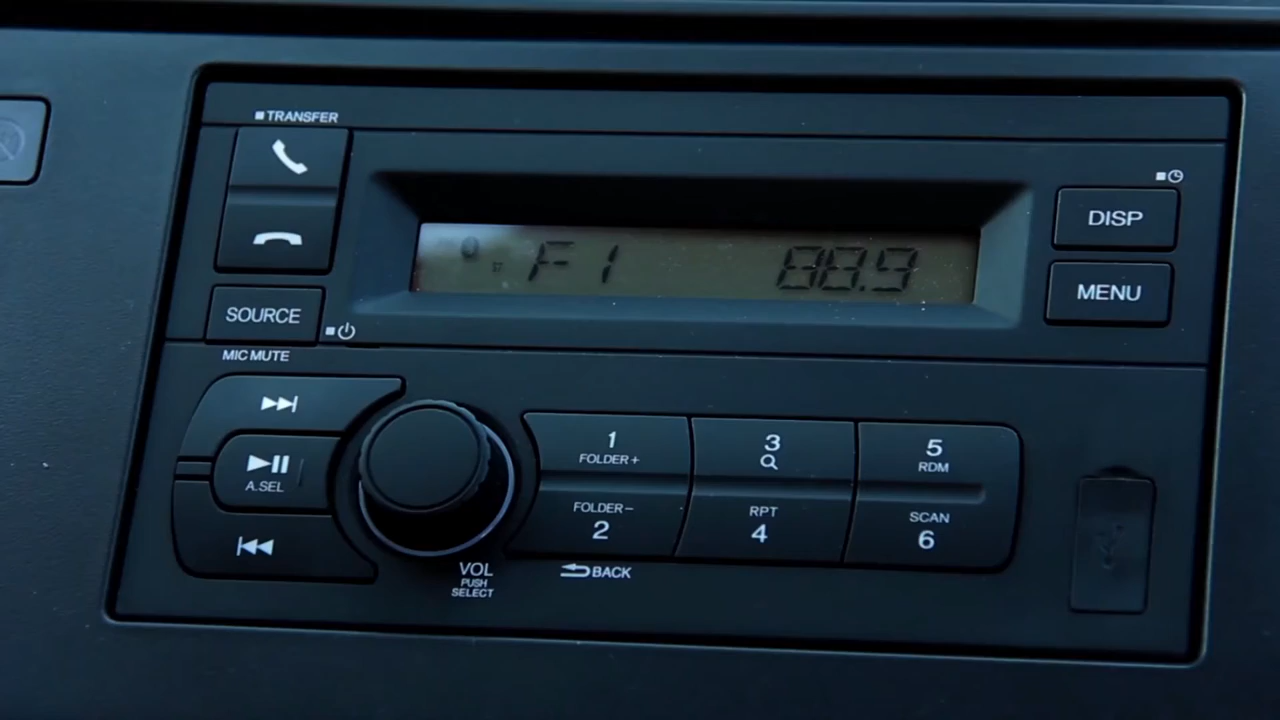 TRANSFER
F1 88.9
DISP
MENU
SOURCE
MIC MUTE
A.SEL
VOL
PUSH
SELECT
1
FOLDER+
FOLDER−
2
BACK
3
RPT
4
5
RDM
SCAN
6